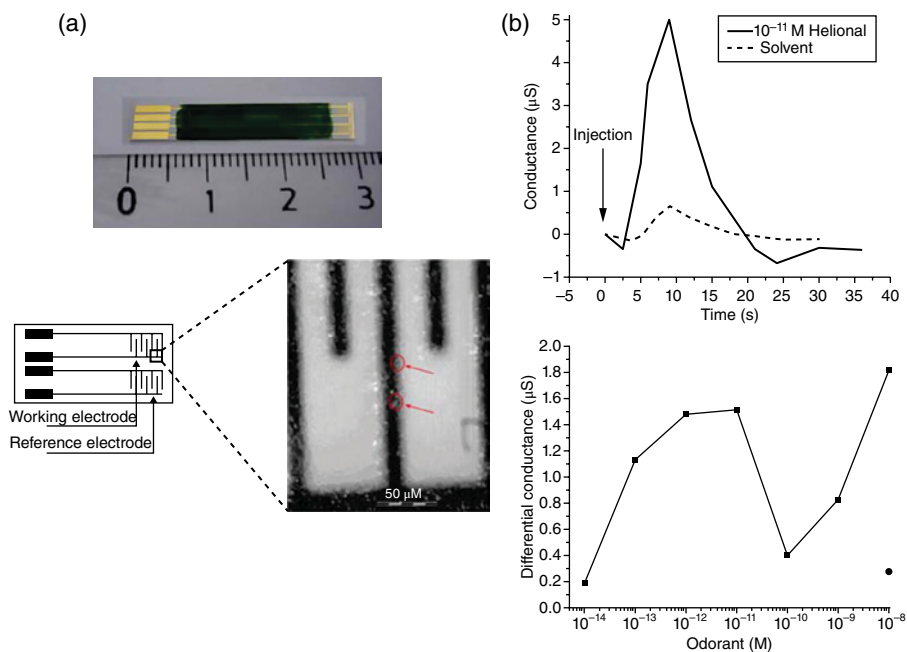 (a)
0 1 2 3
Working electrode
Reference electrode
50 μM
(b)
Conductance (μS)
5
4
3
2
1
0
−1
Injection
10⁻¹¹ M Helional
Solvent
−5 0 5 10 15 20 25 30 35 40
Time (s)
Differential conductance (μS)
2.0
1.8
1.6
1.4
1.2
1.0
0.8
0.6
0.4
0.2
0.0
10⁻¹⁴ 10⁻¹³ 10⁻¹² 10⁻¹¹ 10⁻¹⁰ 10⁻⁹ 10⁻⁸
Odorant (M)